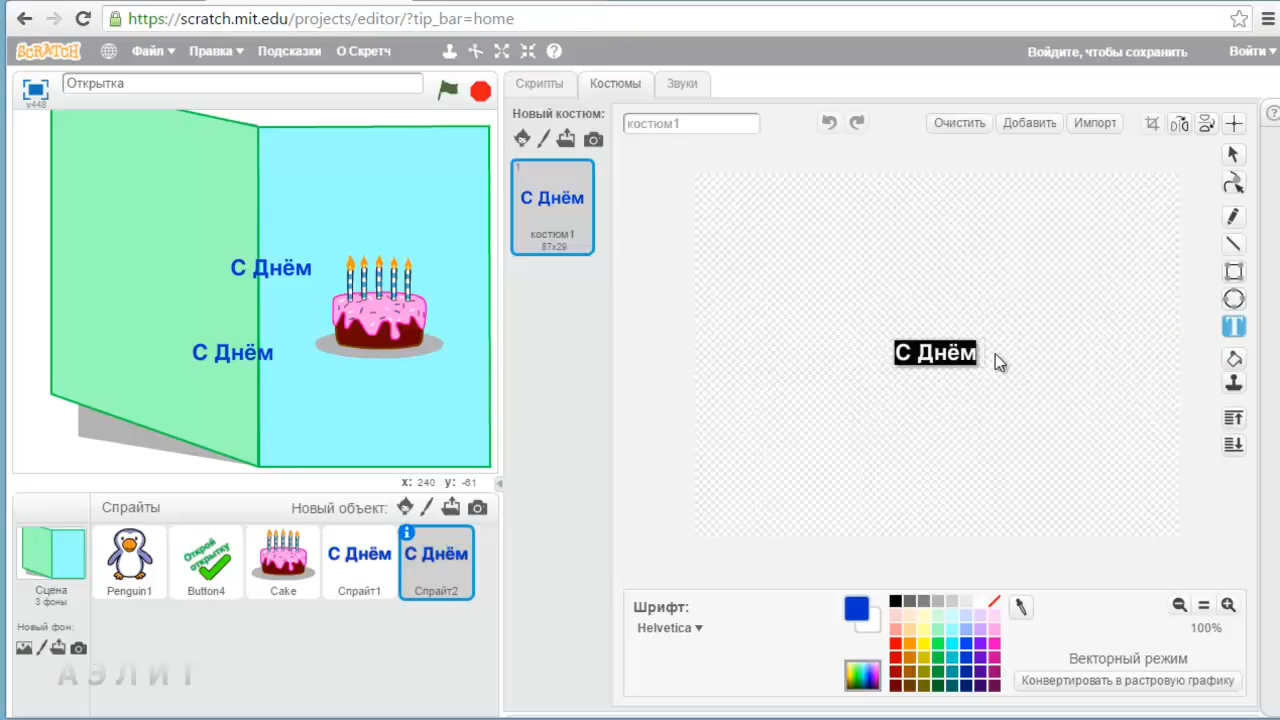 https://scratch.mit.edu/projects/editor/?tip_bar=home
SCRATCH
Файл
Правка
Подсказки
О Скретч
Войдите, чтобы сохранить
Войти
v448
Открытка
Скрипты
Костюмы
Звуки
Новый костюм:
костюм1
Очистить
Добавить
Импорт
1
С Днём
костюм1
87x29
С Днём
С Днём
С Днём
x: 240 y: -61
Спрайты
Новый объект:
Сцена
3 фоны
Новый фон:
Penguin1
Открой
открытку
Button4
Cake
С Днём
Спрайт1
С Днём
Спрайт2
Шрифт:
Helvetica
100%
Векторный режим
Конвертировать в растровую графику
АЭЛИТ